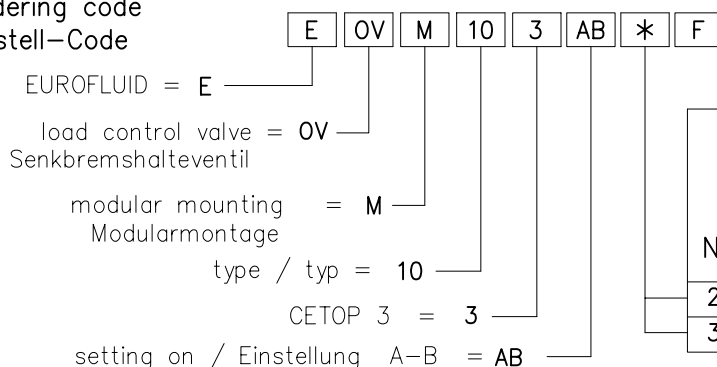 dering code
stell-Code
E OV M 10 3 AB * F
EUROFLUID = E
load control valve = OV
Senkbremshalteventil
modular mounting = M
Modularmontage
type / typ = 10
N
2
CETOP 3 = 3
3
setting on / Einstellung A-B = AB